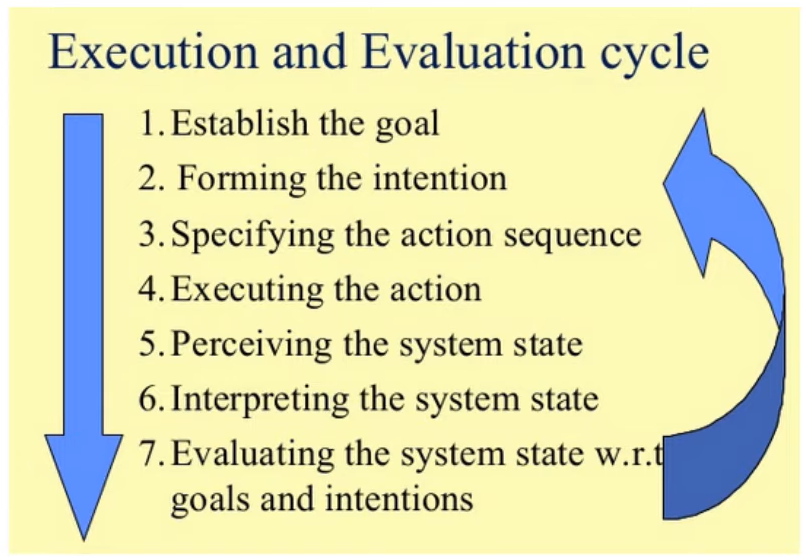 Execution and Evaluation cycle
1. Establish the goal
2. Forming the intention
3. Specifying the action sequence
4. Executing the action
5. Perceiving the system state
6. Interpreting the system state
7. Evaluating the system state w.r.t
goals and intentions